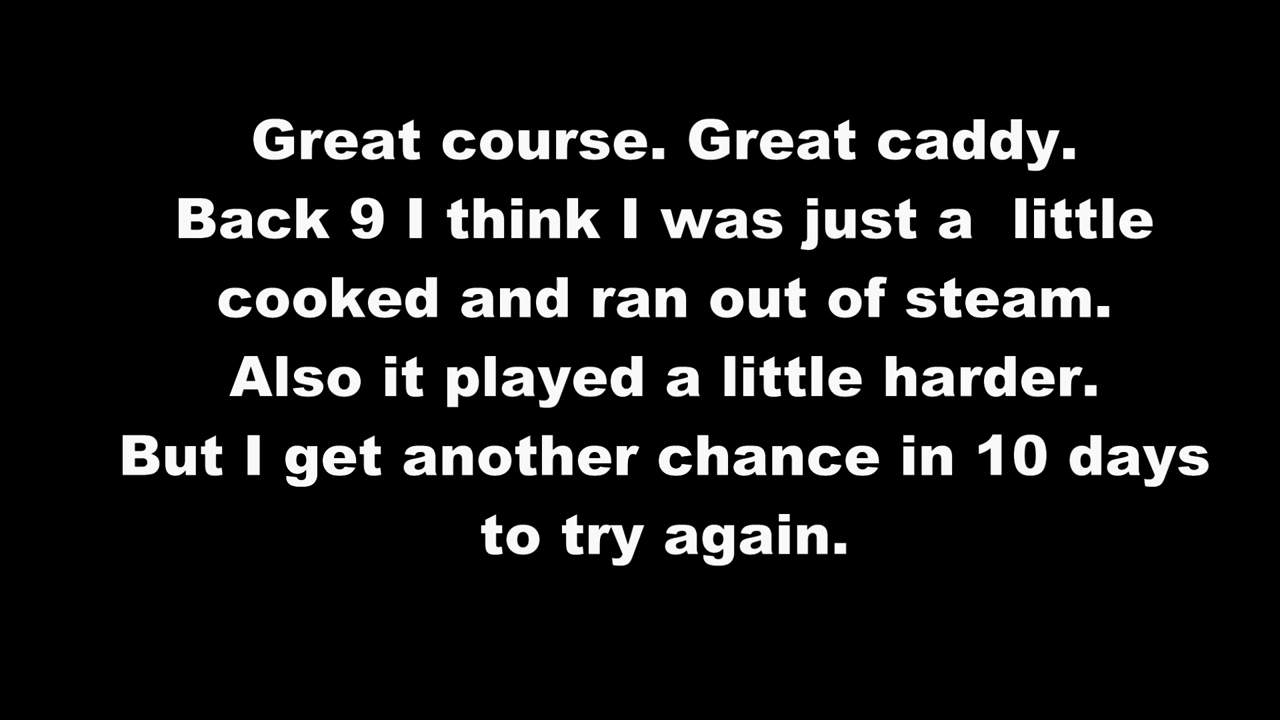 Great course. Great caddy.
Back 9 I think I was just a  little
cooked and ran out of steam.
Also it played a little harder.
But I get another chance in 10 days
to try again.